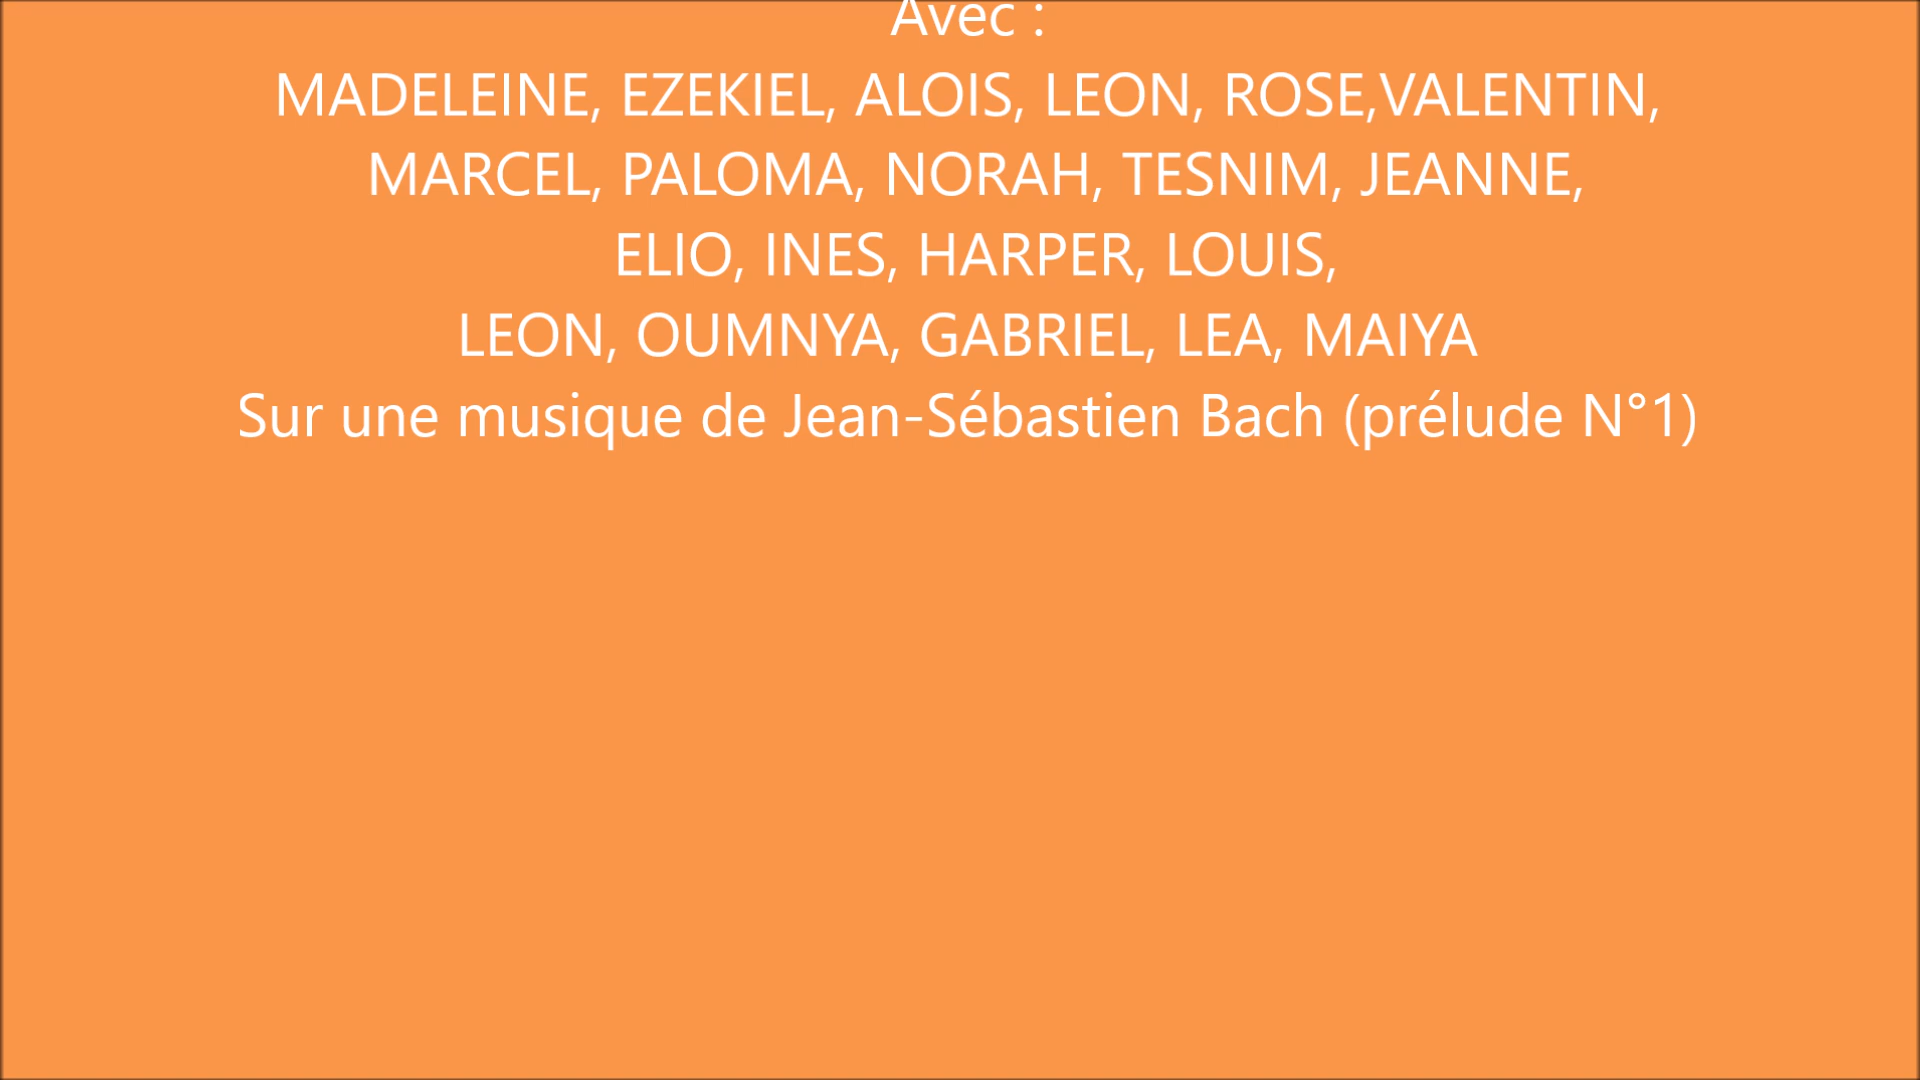 Avec :
MADELEINE, EZEKIEL, ALOIS, LEON, ROSE,VALENTIN,
MARCEL, PALOMA, NORAH, TESNIM, JEANNE,
ELIO, INES, HARPER, LOUIS,
LEON, OUMNYA, GABRIEL, LEA, MAIYA
Sur une musique de Jean-Sébastien Bach (prélude N°1)